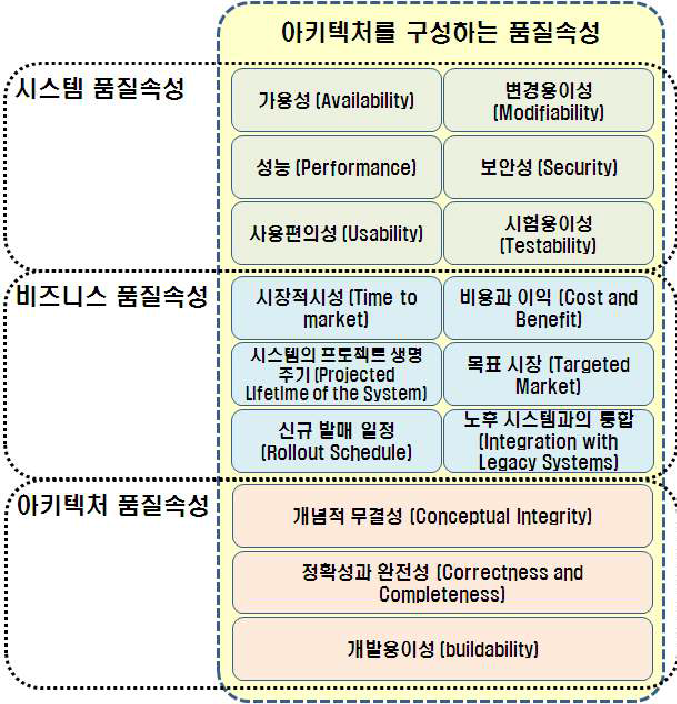 아키텍처를 구성하는 품질속성
시스템 품질속성
가용성 (Availability)
변경용이성
(Modifiability)
성능 (Performance)
보안성 (Security)
사용편의성 (Usability)
시험용이성
(Testability)
비즈니스 품질속성
시장적시성 (Time to
market)
비용과 이익 (Cost and
Benefit)
시스템의 프로젝트 생명
주기 (Projected
Lifetime of the System)
목표 시장 (Targeted
Market)
신규 발매 일정
(Rollout Schedule)
노후 시스템과의 통합
(Integration with
Legacy Systems)
아키텍처 품질속성
개념적 무결성 (Conceptual Integrity)
정확성과 완전성 (Correctness and
Completeness)
개발용이성 (buildability)